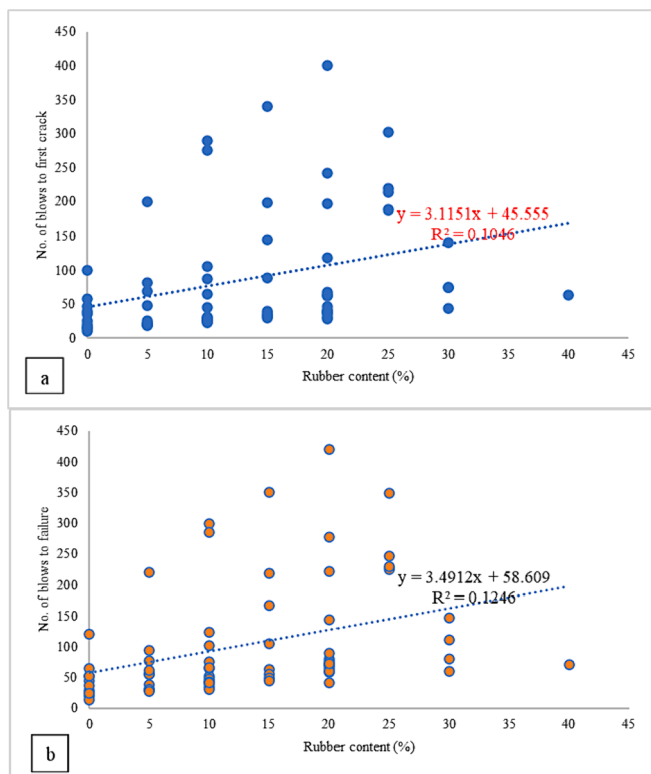 450
400
350
300
250
200
150
100
50
0
No. of blows to first crack
y = 3.1151x + 45.555
R² = 0.1046
0 5 10 15 20 25 30 35 40 45
Rubber content (%)
a
450
400
350
300
250
200
150
100
50
0
No. of blows to failure
y = 3.4912x + 58.609
R² = 0.1246
0 5 10 15 20 25 30 35 40 45
Rubber content (%)
b